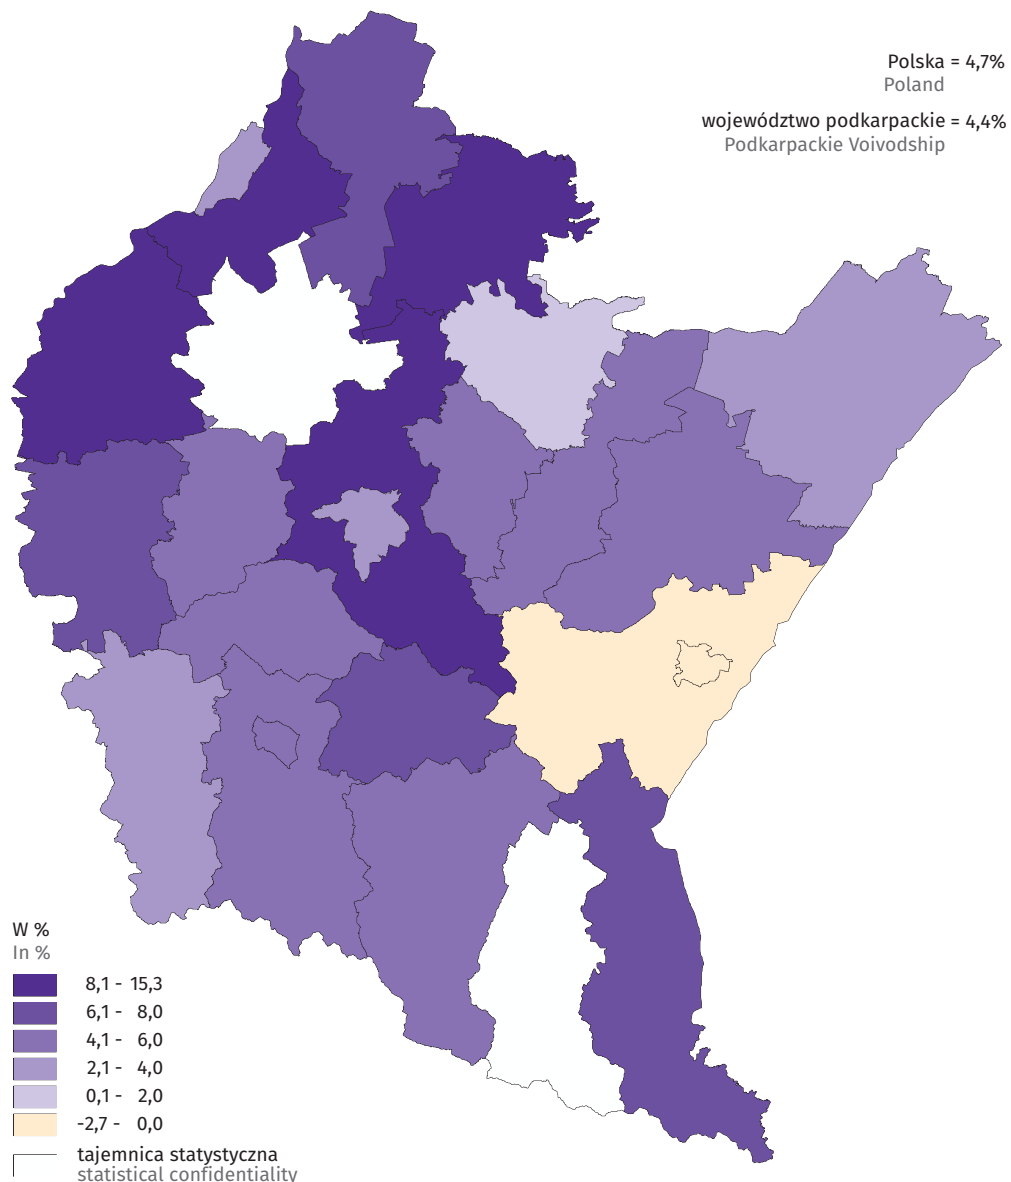 Polska = 4,7%
Poland
województwo podkarpackie = 4,4%
Podkarpackie Voivodship
W %
In %
8,1 - 15,3
6,1 - 8,0
4,1 - 6,0
2,1 - 4,0
0,1 - 2,0
-2,7 - 0,0
tajemnica statystyczna
statistical confidentiality